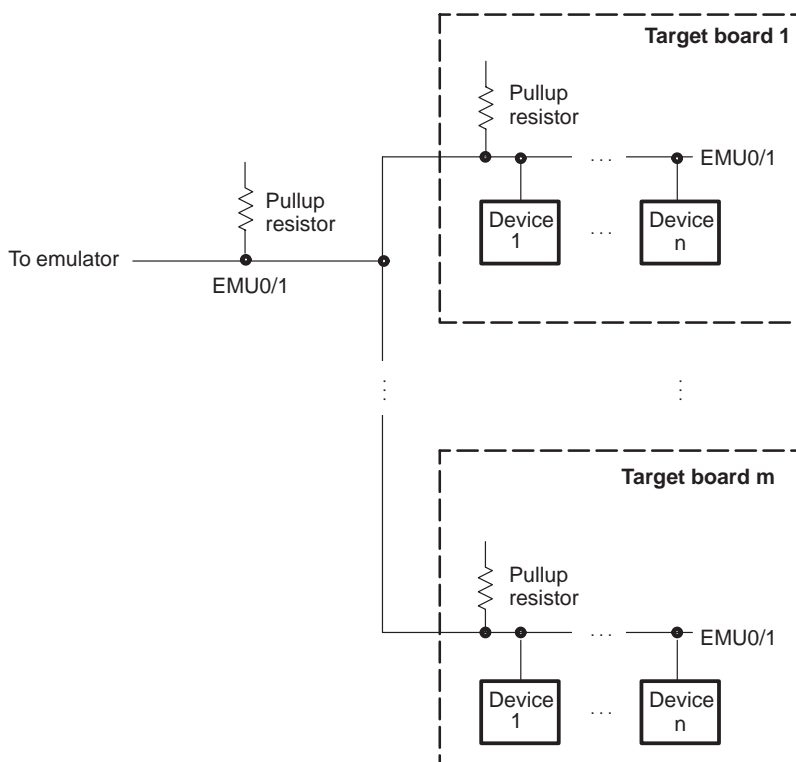 Target board 1
Pullup
resistor
EMU0/1
Device
1
. . .
Device
n
. . .
Pullup
resistor
To emulator
EMU0/1
. . .
. . .
Target board m
Pullup
resistor
. . .
EMU0/1
Device
1
. . .
Device
n